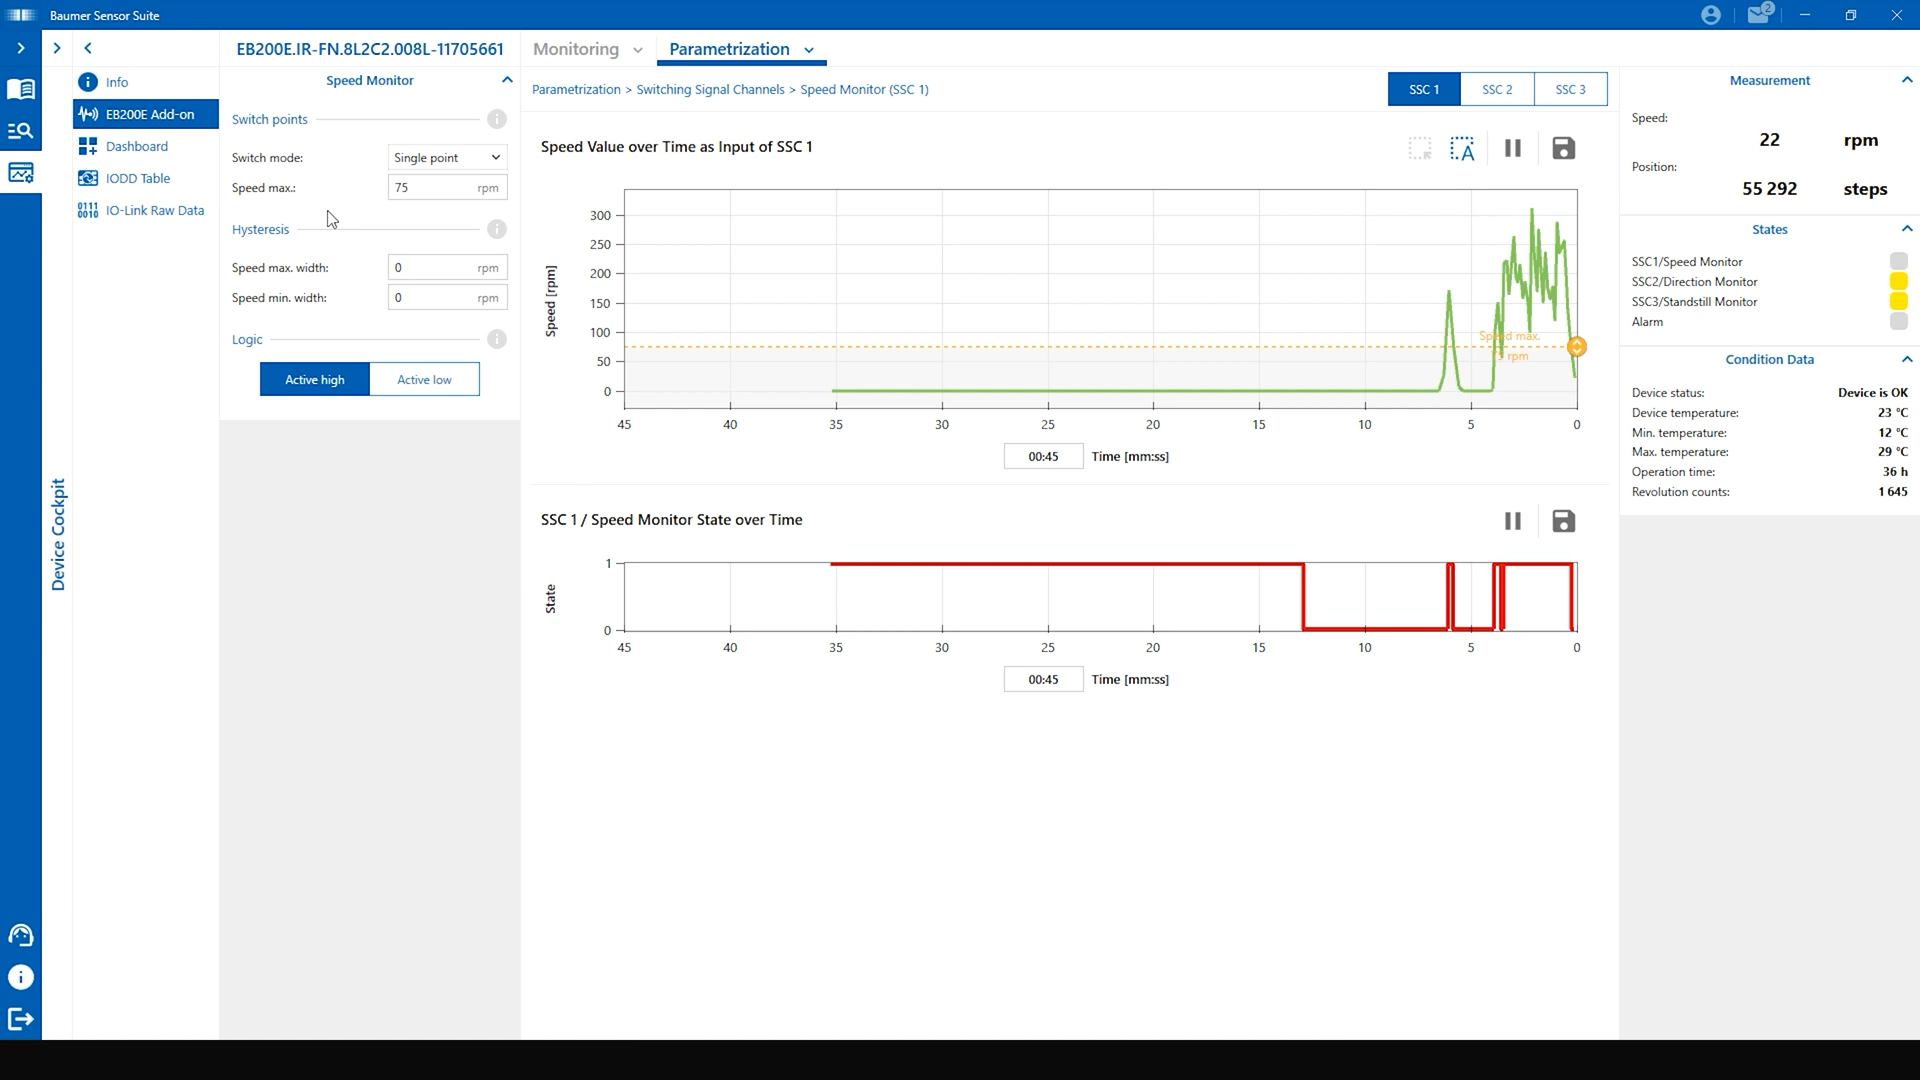 Baumer Sensor Suite
2
EB200E.IR-FN.8L2C2.008L-11705661
Monitoring
Parametrization
Info
EB200E Add-on
Dashboard
IODD Table
0111
0010
IO-Link Raw Data
Device Cockpit
Speed Monitor
Switch points
Switch mode:
Single point
Speed max.:
75
rpm
Hysteresis
Speed max. width:
0
rpm
Speed min. width:
0
rpm
Logic
Active high
Active low
Parametrization > Switching Signal Channels > Speed Monitor (SSC 1)
SSC 1
SSC 2
SSC 3
Speed Value over Time as Input of SSC 1
Speed [rpm]
300
250
200
150
100
50
0
Speed max.
rpm
45 40 35 30 25 20 15 10 5 0
00:45
Time [mm:ss]
SSC 1 / Speed Monitor State over Time
State
1
0
45 40 35 30 25 20 15 10 5 0
00:45
Time [mm:ss]
Measurement
Speed:
22 rpm
Position:
55 292 steps
States
SSC1/Speed Monitor
SSC2/Direction Monitor
SSC3/Standstill Monitor
Alarm
Condition Data
Device status: Device is OK
Device temperature: 23 °C
Min. temperature: 12 °C
Max. temperature: 29 °C
Operation time: 36 h
Revolution counts: 1 645